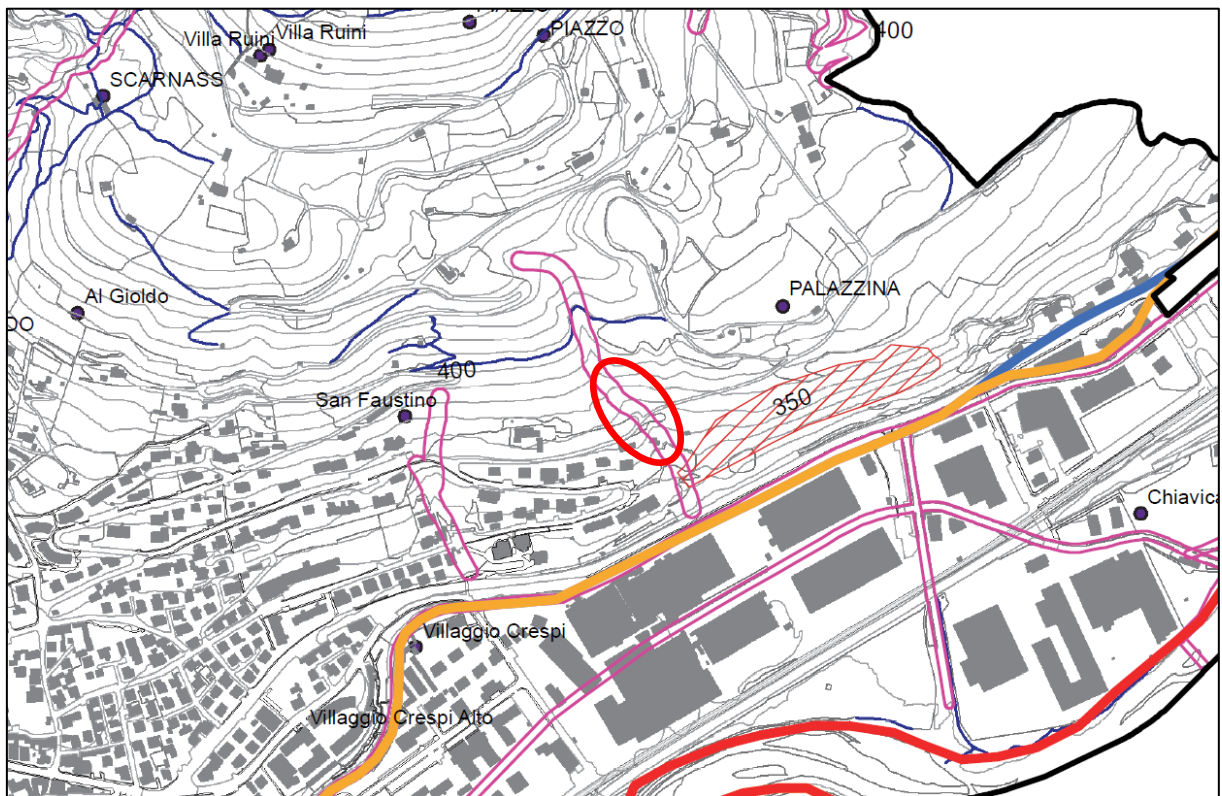 PIAZZO
Villa Ruini
Villa Ruini
PIAZZO
400
SCARNASS
Al Gioldo
PALAZZINA
400
San Faustino
350
Chiavica
Villaggio Crespi
Villaggio Crespi Alto